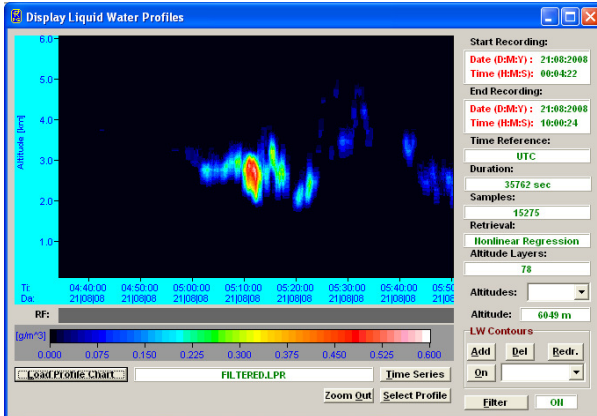 Display Liquid Water Profiles
6.0
5.0
4.0
3.0
2.0
1.0
Altitude [km]
Ti: 04:40:00 04:50:00 05:00:00 05:10:00 05:20:00 05:30:00 05:40:00 05:50
Da: 21|08|08 21|08|08 21|08|08 21|08|08 21|08|08 21|08|08 21|08|08 21|08
RF:
[g/m^3]
0.000 0.075 0.150 0.225 0.300 0.375 0.450 0.525 0.600
Load Profile Chart FILTERED.LPR Time Series
Zoom Out Select Profile
Start Recording:
Date (D:M:Y) : 21:08:2008
Time (H:M:S): 00:04:22
End Recording:
Date (D:M:Y) : 21:08:2008
Time (H:M:S): 10:00:24
Time Reference:
UTC
Duration:
35762 sec
Samples:
15275
Retrieval:
Nonlinear Regression
Altitude Layers:
78
Altitudes:
Altitude: 6049 m
LW Contours
Add Del Redr.
On
Filter ON